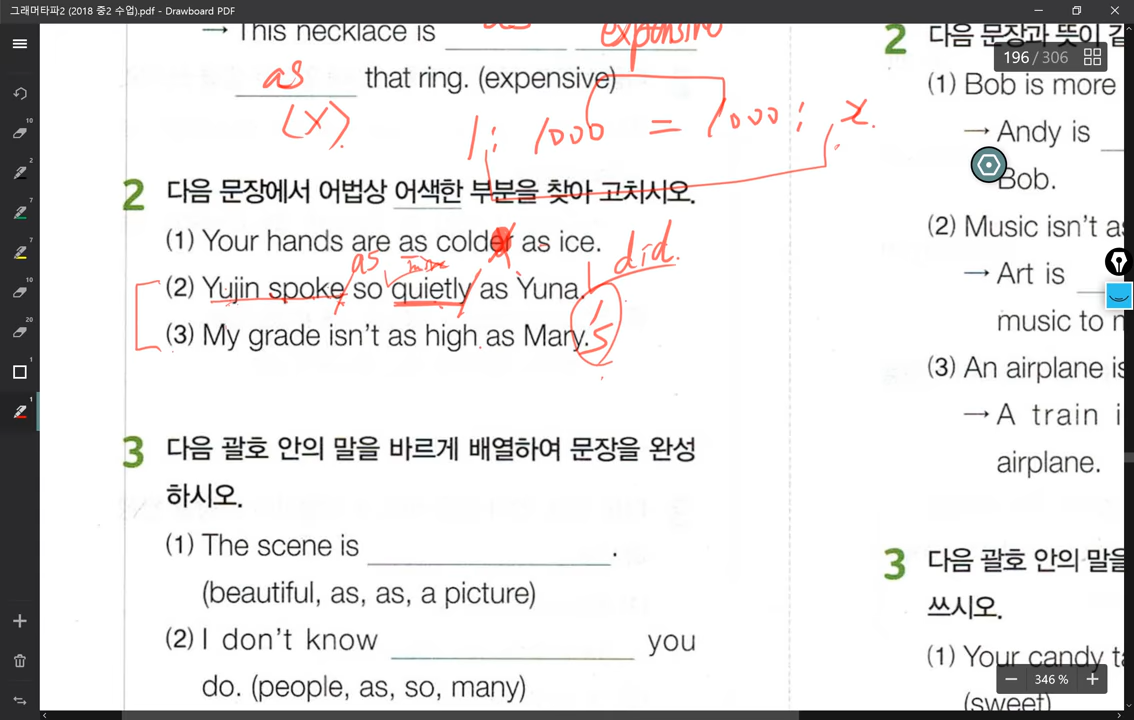 그래머타파2 (2018 중2 수업).pdf - Drawboard PDF
196 / 306
→ This necklace is expensive
as that ring. (expensive)
(X)
1 : 1000 = 7000 : x
2 다음 문장에서 어법상 어색한 부분을 찾아 고치시오.
(1) Your hands are as colder as ice.
as more did.
(2) Yujin spoke so quietly as Yuna.
(3) My grade isn't as high as Mary.'s
3 다음 괄호 안의 말을 바르게 배열하여 문장을 완성
하시오.
(1) The scene is .
(beautiful, as, as, a picture)
(2) I don't know you
do. (people, as, so, many)
2 다음 문장과 뜻이 같
(1) Bob is more
→ Andy is
Bob.
(2) Music isn't as
→ Art is
music to m
(3) An airplane is
→ A train i
airplane.
3 다음 괄호 안의 말을
쓰시오.
(1) Your candy ta
(sweet)
346 %